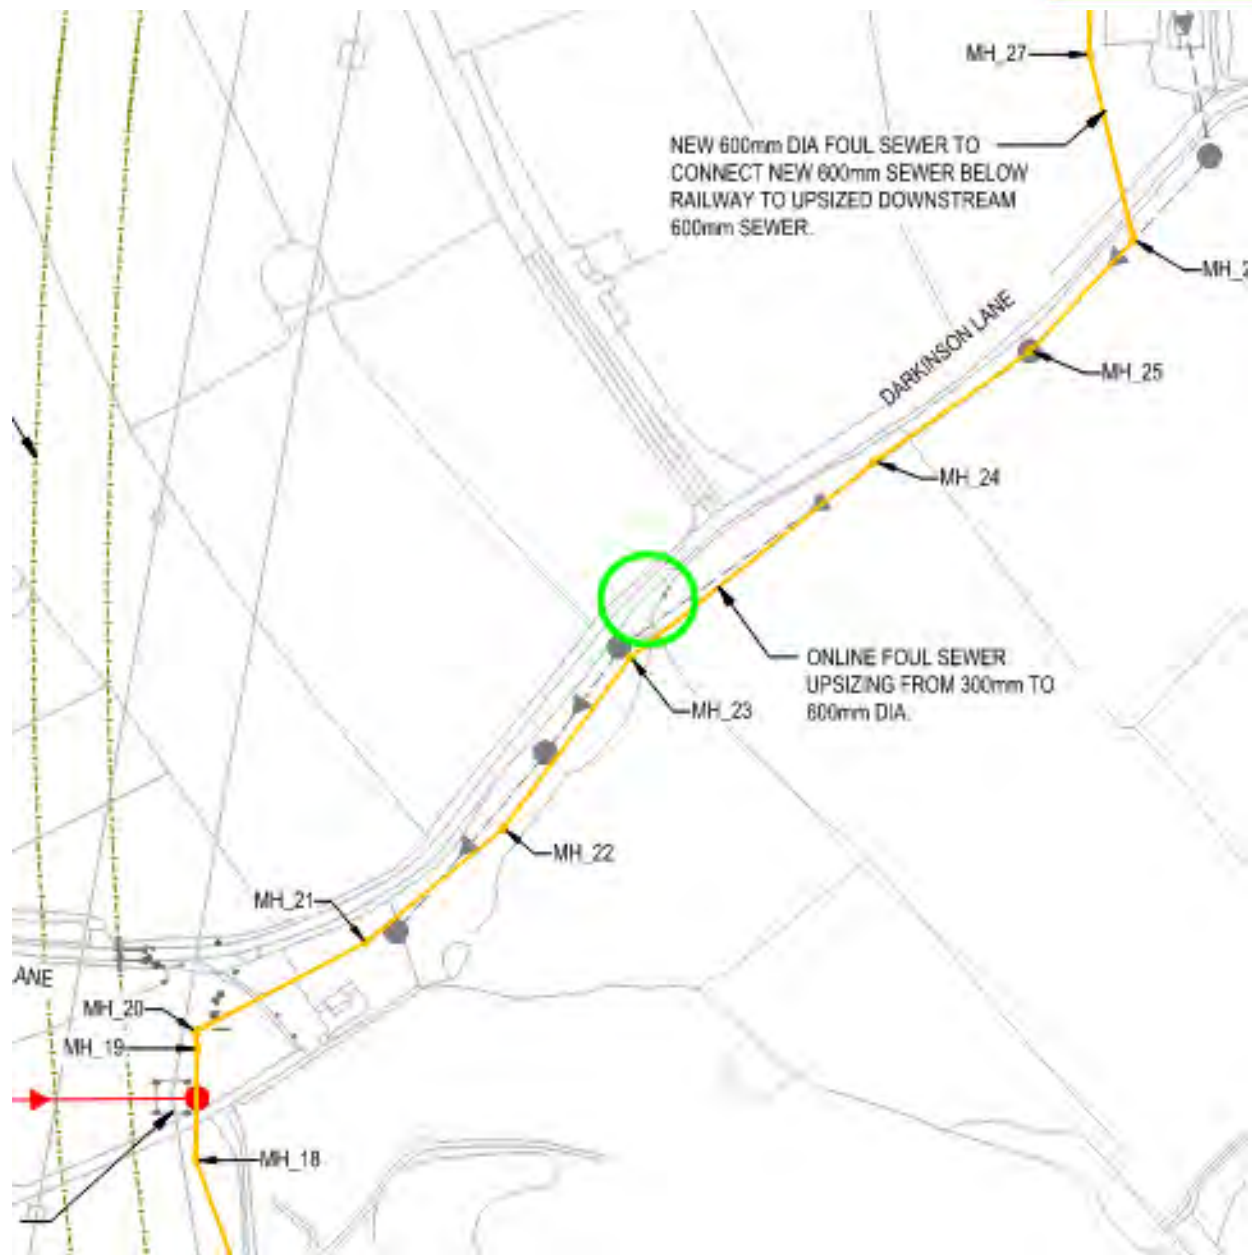 MH_27
NEW 600mm DIA FOUL SEWER TO
CONNECT NEW 600mm SEWER BELOW
RAILWAY TO UPSIZED DOWNSTREAM
600mm SEWER.
MH_2
DARKINSON LANE
MH_25
MH_24
ONLINE FOUL SEWER
UPSIZING FROM 300mm TO
600mm DIA.
MH_23
MH_22
MH_21
ANE
MH_20
MH_19
MH_18